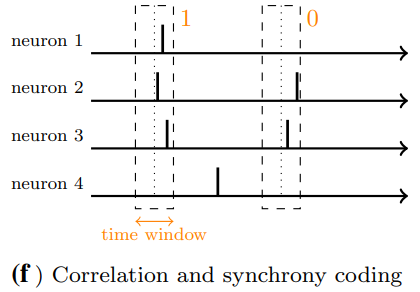 1 0
neuron 1
neuron 2
neuron 3
neuron 4
time window
(f ) Correlation and synchrony coding